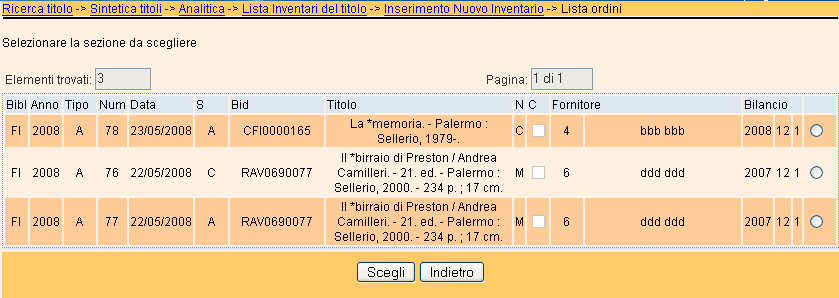 Ricerca titolo -> Sintetica titoli -> Analitica -> Lista Inventari del titolo -> Inserimento Nuovo Inventario -> Lista ordini
Selezionare la sezione da scegliere
Elementi trovati: 3 Pagina: 1 di 1
Bibl Anno Tipo Num Data S Bid Titolo N C Fornitore Bilancio
FI 2008 A 78 23/05/2008 A CFI0000165 La *memoria. - Palermo :
Sellerio, 1979-. C 4 bbb bbb 2008 12 1
FI 2008 A 76 22/05/2008 C RAV0690077 Il *birraio di Preston / Andrea
Camilleri. - 21. ed. - Palermo :
Sellerio, 2000. - 234 p. ; 17 cm. M 6 ddd ddd 2007 12 1
FI 2008 A 77 22/05/2008 A RAV0690077 Il *birraio di Preston / Andrea
Camilleri. - 21. ed. - Palermo :
Sellerio, 2000. - 234 p. ; 17 cm. M 6 ddd ddd 2007 12 1
Scegli Indietro